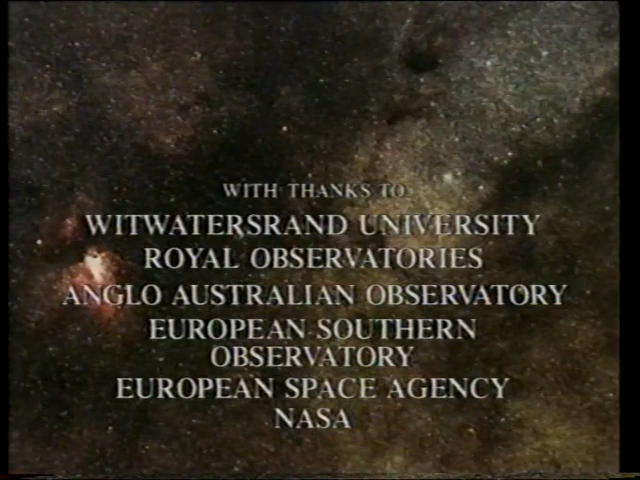 WITH THANKS TO
WITWATERSRAND UNIVERSITY
ROYAL OBSERVATORIES
ANGLO AUSTRALIAN OBSERVATORY
EUROPEAN SOUTHERN
OBSERVATORY
EUROPEAN SPACE AGENCY
NASA